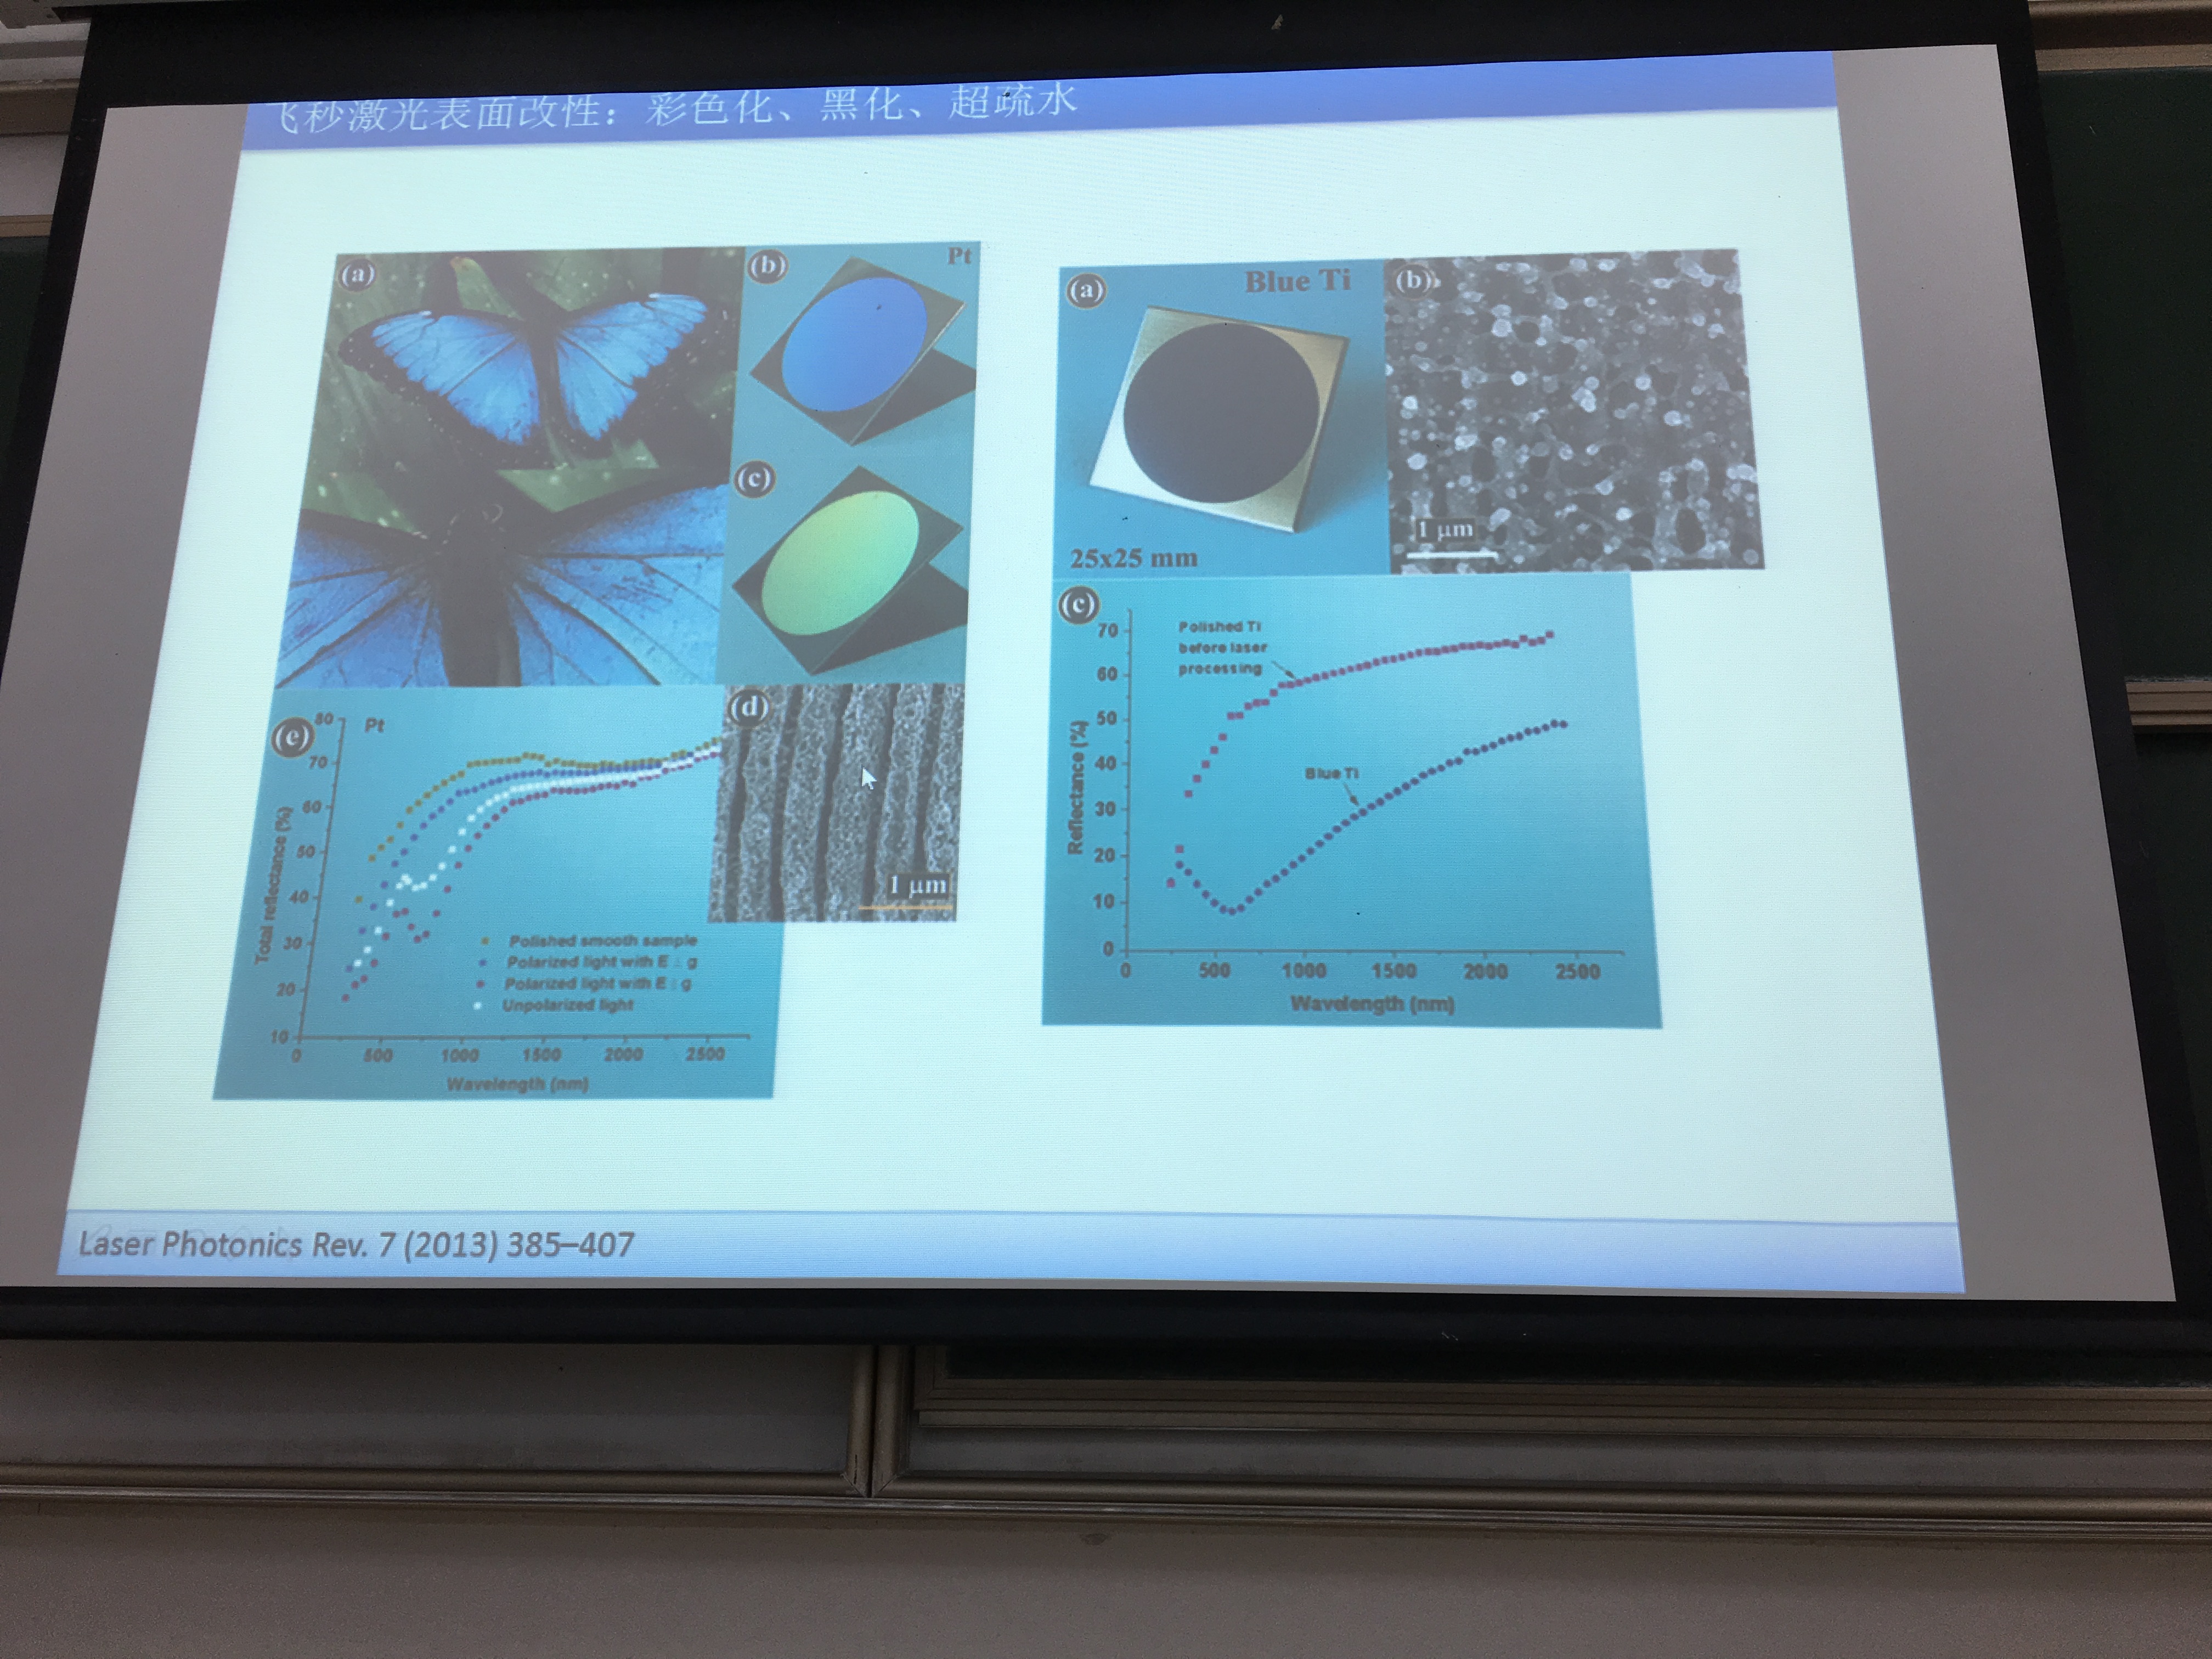 飞秒激光表面改性：彩色化、黑化、超疏水
(a)
(b)
Pt
(c)
(d)
1 μm
(e)
Pt
80
70
60
50
40
30
20
10
Total reflectance (%)
Polished smooth sample
Polarized light with E g
Polarized light with E g
Unpolarized light
0 500 1000 1500 2000 2500
Wavelength (nm)
(a)
Blue Ti
25x25 mm
(b)
1 μm
(c)
70
60
50
40
30
20
10
0
Reflectance (%)
Polished Ti
before laser
processing
Blue Ti
0 500 1000 1500 2000 2500
Wavelength (nm)
Laser Photonics Rev. 7 (2013) 385–407